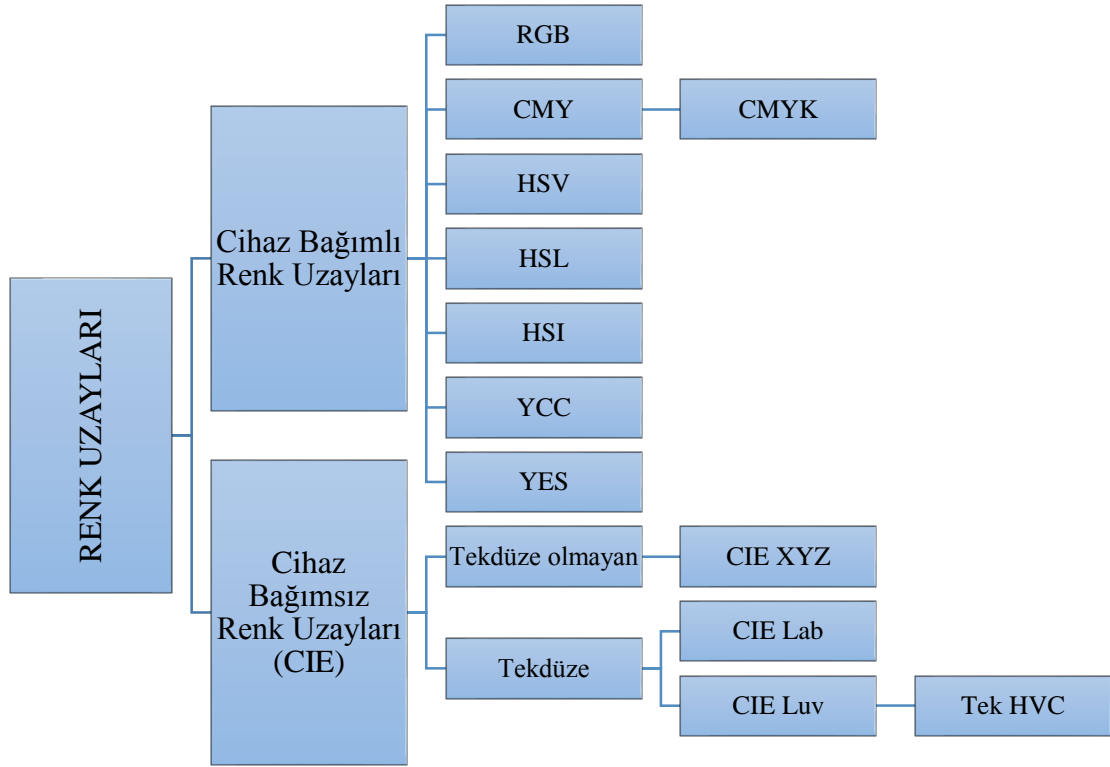 RENK UZAYLARI
Cihaz Bağımlı
Renk Uzayları
RGB
CMY
CMYK
HSV
HSL
HSI
YCC
YES
Cihaz
Bağımsız
Renk Uzayları
(CIE)
Tekdüze olmayan
CIE XYZ
Tekdüze
CIE Lab
CIE Luv
Tek HVC